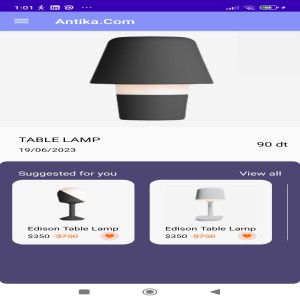 1:01
Antika.Com
TABLE LAMP
90 dt
19/06/2023
Suggested for you
View all
Edison Table Lamp
$350 $750
Edison Table Lamp
$350 $750